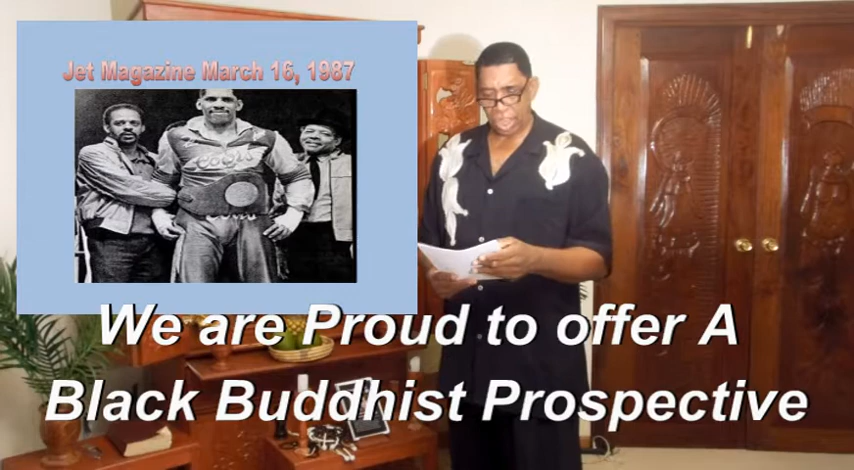 Jet Magazine March 16, 1987
We are Proud to offer A
Black Buddhist Prospective